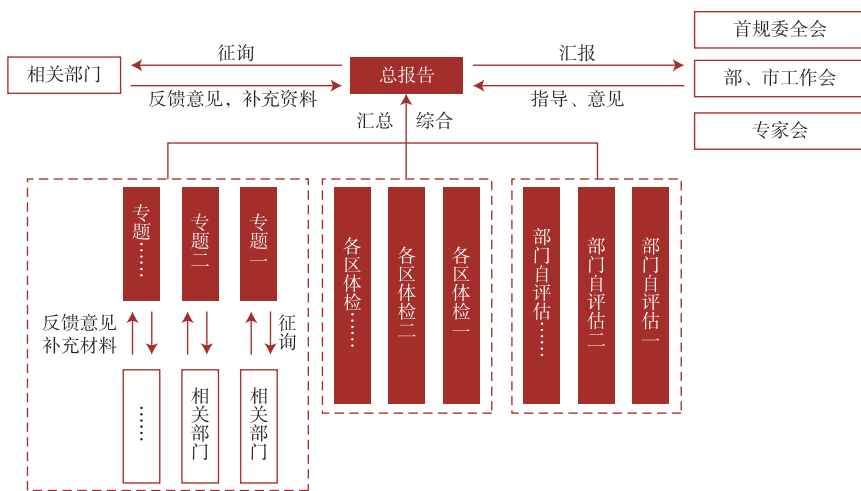 首规委全会
征询
汇报
相关部门
总报告
部、市工作会
反馈意见，补充资料
指导、意见
汇总
综合
专家会
专题……
专题二
专题一
各区体检……
各区体检二
各区体检一
部门自评估……
部门自评估二
部门自评估一
反馈意见
补充材料
征询
……
相关部门
相关部门